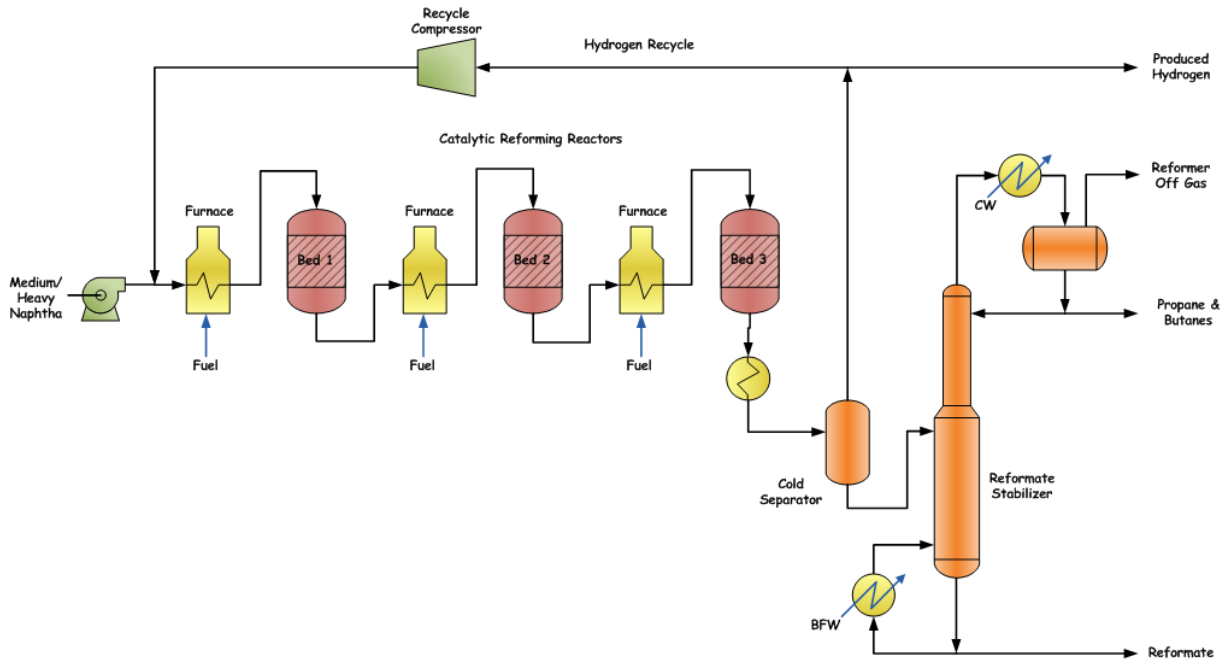 Recycle
Compressor
Hydrogen Recycle
Produced
Hydrogen
Catalytic Reforming Reactors
Reformer
Off Gas
CW
Furnace
Furnace
Furnace
Bed 1
Bed 2
Bed 3
Medium/
Heavy
Naphtha
Propane &
Butanes
Fuel
Fuel
Fuel
Cold
Separator
Reformate
Stabilizer
BFW
Reformate